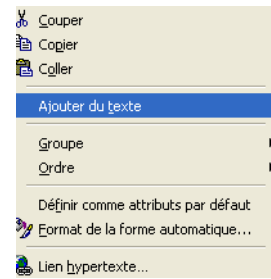 Couper
Copier
Coller
Ajouter du texte
Groupe
Ordre
Définir comme attributs par défaut
Format de la forme automatique...
Lien hypertexte...